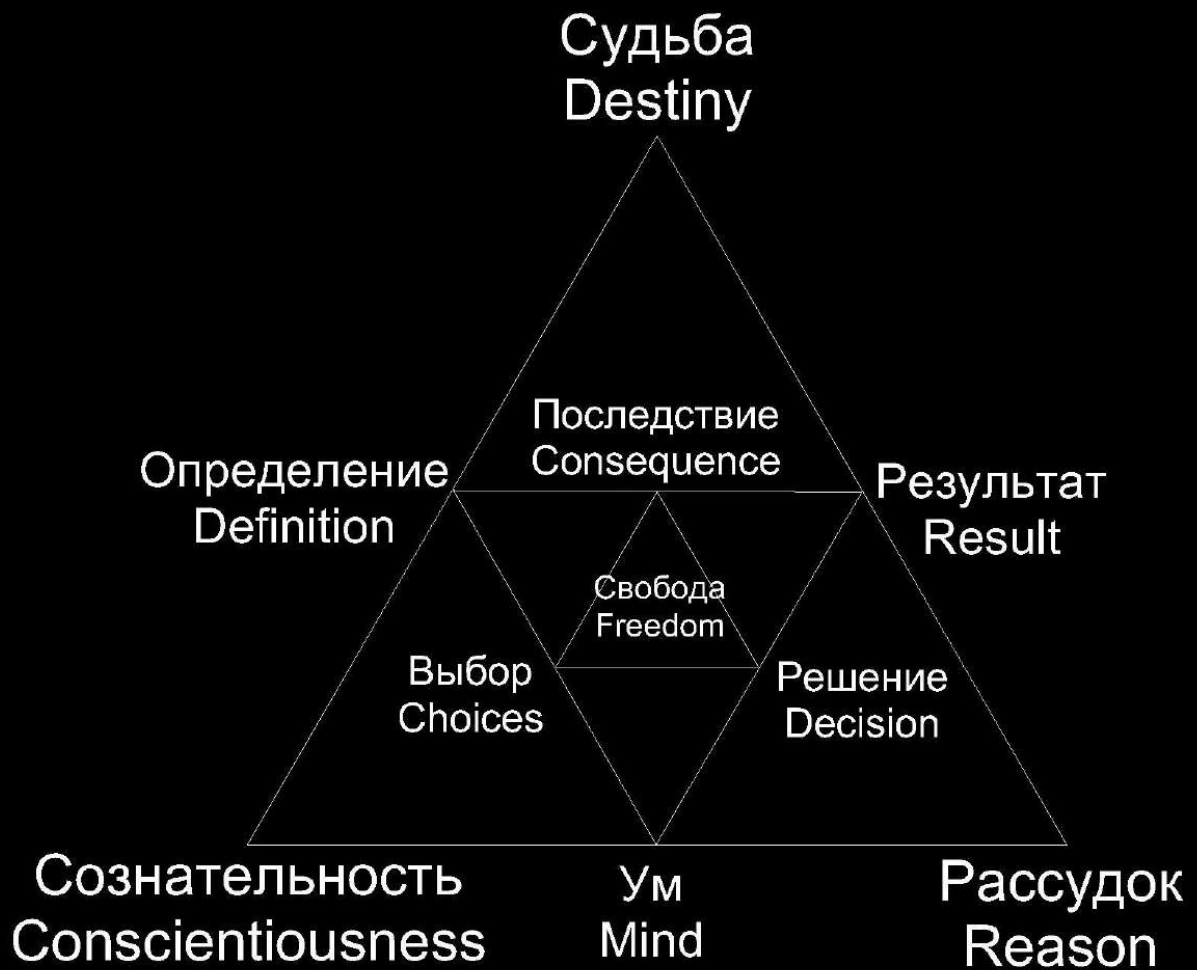 Судьба
Destiny
Последствие
Consequence
Определение
Definition
Результат
Result
Свобода
Freedom
Выбор
Choices
Решение
Decision
Сознательность
Conscientiousness
Ум
Mind
Рассудок
Reason